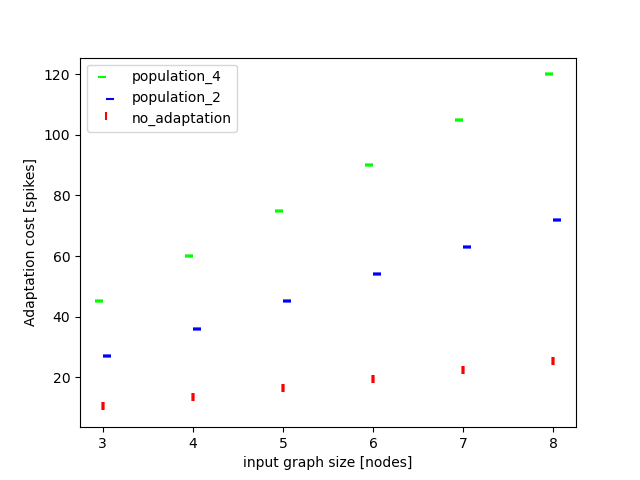 population_4
population_2
no_adaptation
120
100
80
60
40
20
Adaptation cost [spikes]
3 4 5 6 7 8
input graph size [nodes]